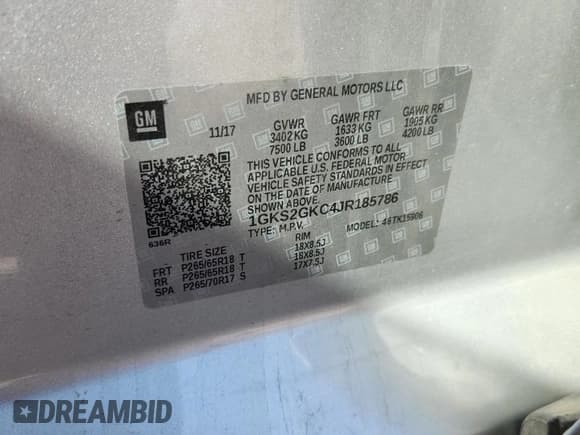 MFD BY GENERAL MOTORS LLC
GM
11/17
GVWR GAWR FRT GAWR RR
3402 KG 1633 KG 1905 KG
7500 LB 3600 LB 4200 LB
THIS VEHICLE CONFORMS TO ALL
APPLICABLE U.S. FEDERAL MOTOR
VEHICLE SAFETY STANDARDS IN
EFFECT ON THE DATE OF MANUFACTURE
SHOWN ABOVE.
1GKS2GKC4JR185786
TYPE: M.P.V. MODEL: 46TK15906
636R
TIRE SIZE RIM
FRT P265/65R18 T 18X8.5J
RR P265/65R18 T 18X8.5J
SPA P265/70R17 S 17X7.5J
DREAMBID